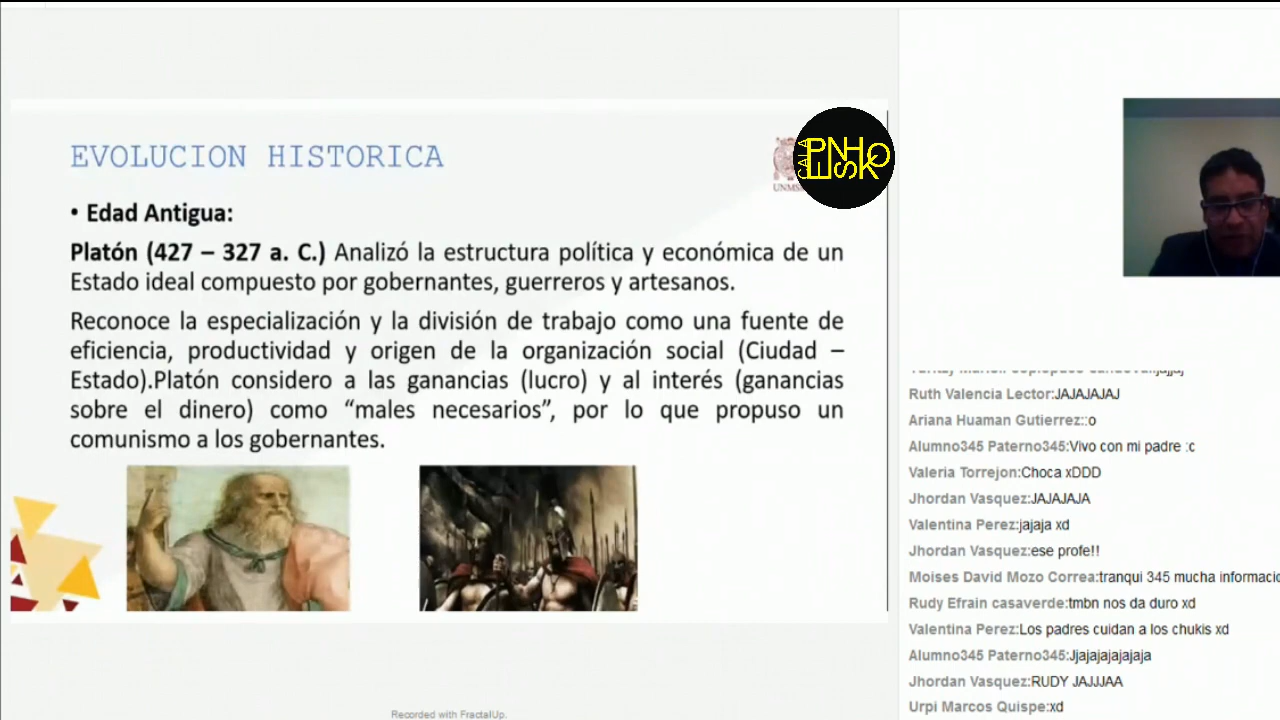 EVOLUCION HISTORICA
UNMS
CALA
PNHO
ESK
• Edad Antigua:
Platón (427 – 327 a. C.) Analizó la estructura política y económica de un
Estado ideal compuesto por gobernantes, guerreros y artesanos.
Reconoce la especialización y la división de trabajo como una fuente de
eficiencia, productividad y origen de la organización social (Ciudad –
Estado).Platón considero a las ganancias (lucro) y al interés (ganancias
sobre el dinero) como “males necesarios”, por lo que propuso un
comunismo a los gobernantes.
Recorded with FractalUp.
Ruth Valencia Lector:JAJAJAJAJ
Ariana Huaman Gutierrez::o
Alumno345 Paterno345:Vivo con mi padre :c
Valeria Torrejon:Choca xDDD
Jhordan Vasquez:JAJAJAJA
Valentina Perez:jajaja xd
Jhordan Vasquez:ese profe!!
Moises David Mozo Correa:tranqui 345 mucha informacio
Rudy Efrain casaverde:tmbn nos da duro xd
Valentina Perez:Los padres cuidan a los chukis xd
Alumno345 Paterno345:Jjajajajajajaja
Jhordan Vasquez:RUDY JAJJJAA
Urpi Marcos Quispe:xd